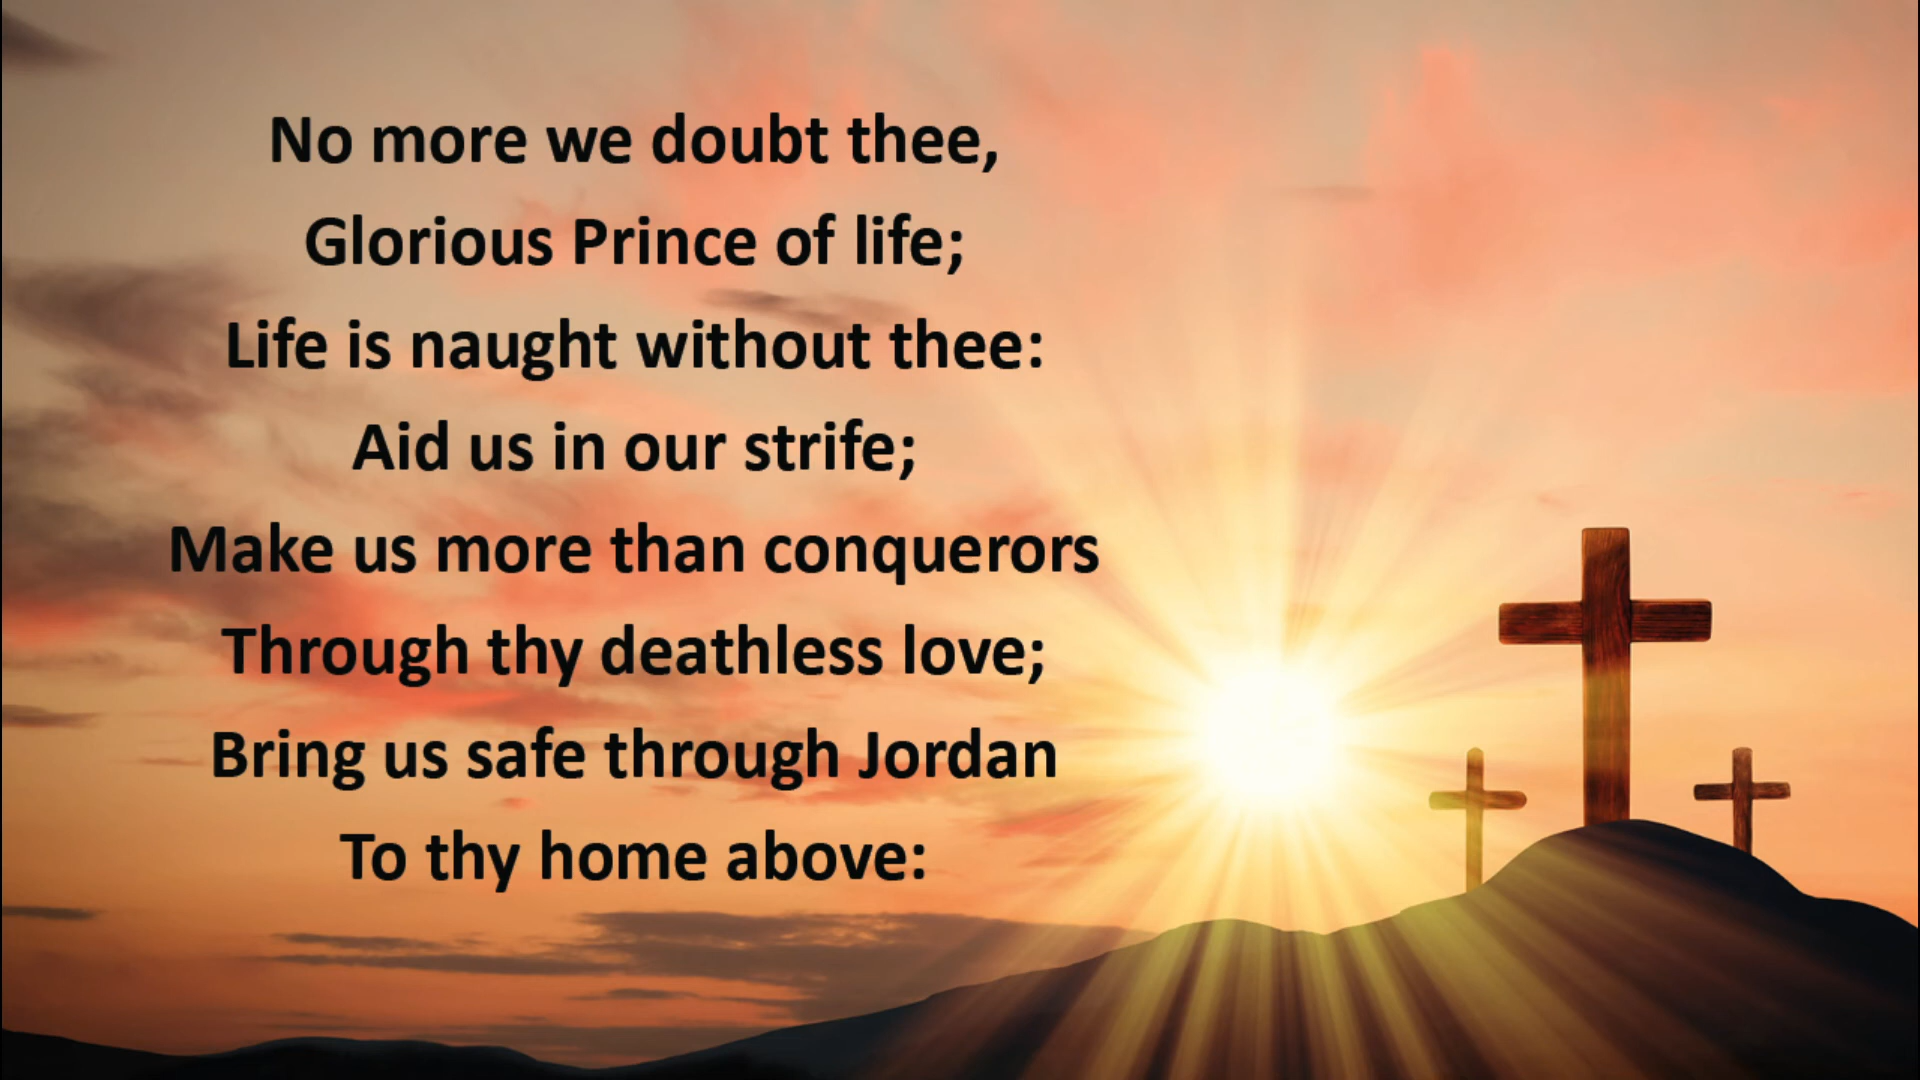 No more we doubt thee,
Glorious Prince of life;
Life is naught without thee:
Aid us in our strife;
Make us more than conquerors
Through thy deathless love;
Bring us safe through Jordan
To thy home above: